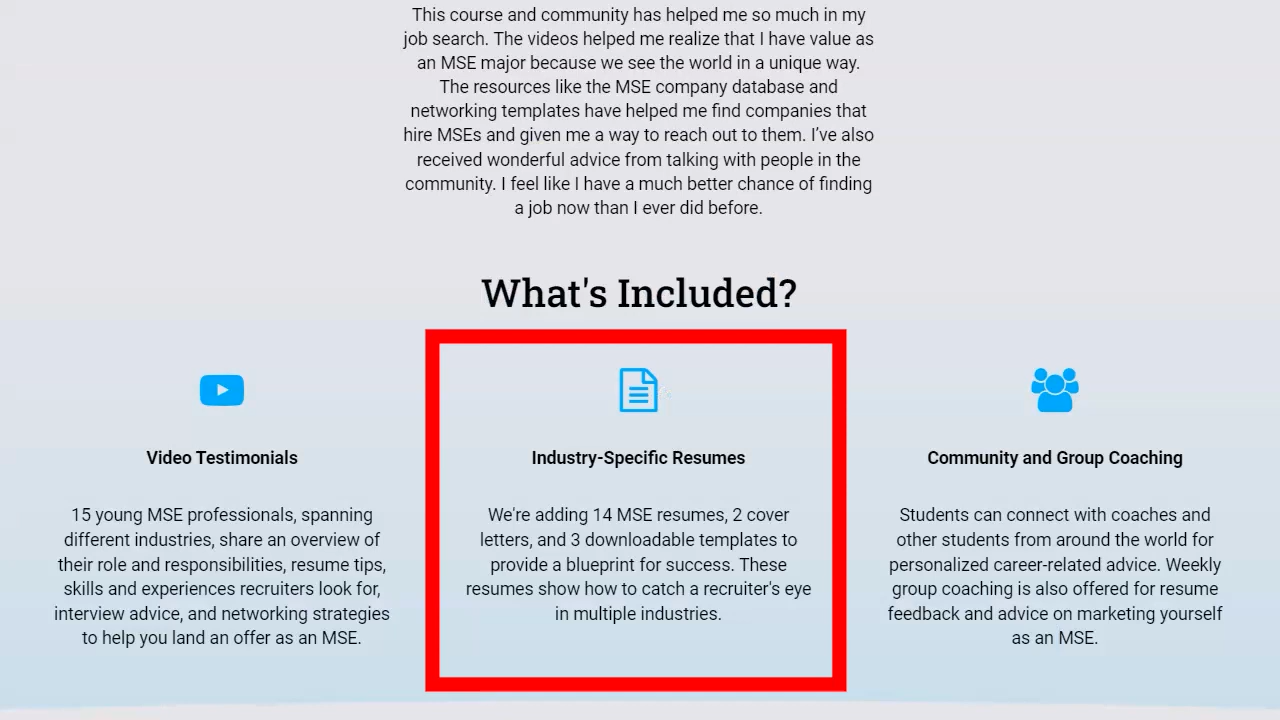 This course and community has helped me so much in my
job search. The videos helped me realize that I have value as
an MSE major because we see the world in a unique way.
The resources like the MSE company database and
networking templates have helped me find companies that
hire MSEs and given me a way to reach out to them. I’ve also
received wonderful advice from talking with people in the
community. I feel like I have a much better chance of finding
a job now than I ever did before.
What's Included?
Video Testimonials
15 young MSE professionals, spanning
different industries, share an overview of
their role and responsibilities, resume tips,
skills and experiences recruiters look for,
interview advice, and networking strategies
to help you land an offer as an MSE.
Industry-Specific Resumes
We're adding 14 MSE resumes, 2 cover
letters, and 3 downloadable templates to
provide a blueprint for success. These
resumes show how to catch a recruiter's eye
in multiple industries.
Community and Group Coaching
Students can connect with coaches and
other students from around the world for
personalized career-related advice. Weekly
group coaching is also offered for resume
feedback and advice on marketing yourself
as an MSE.